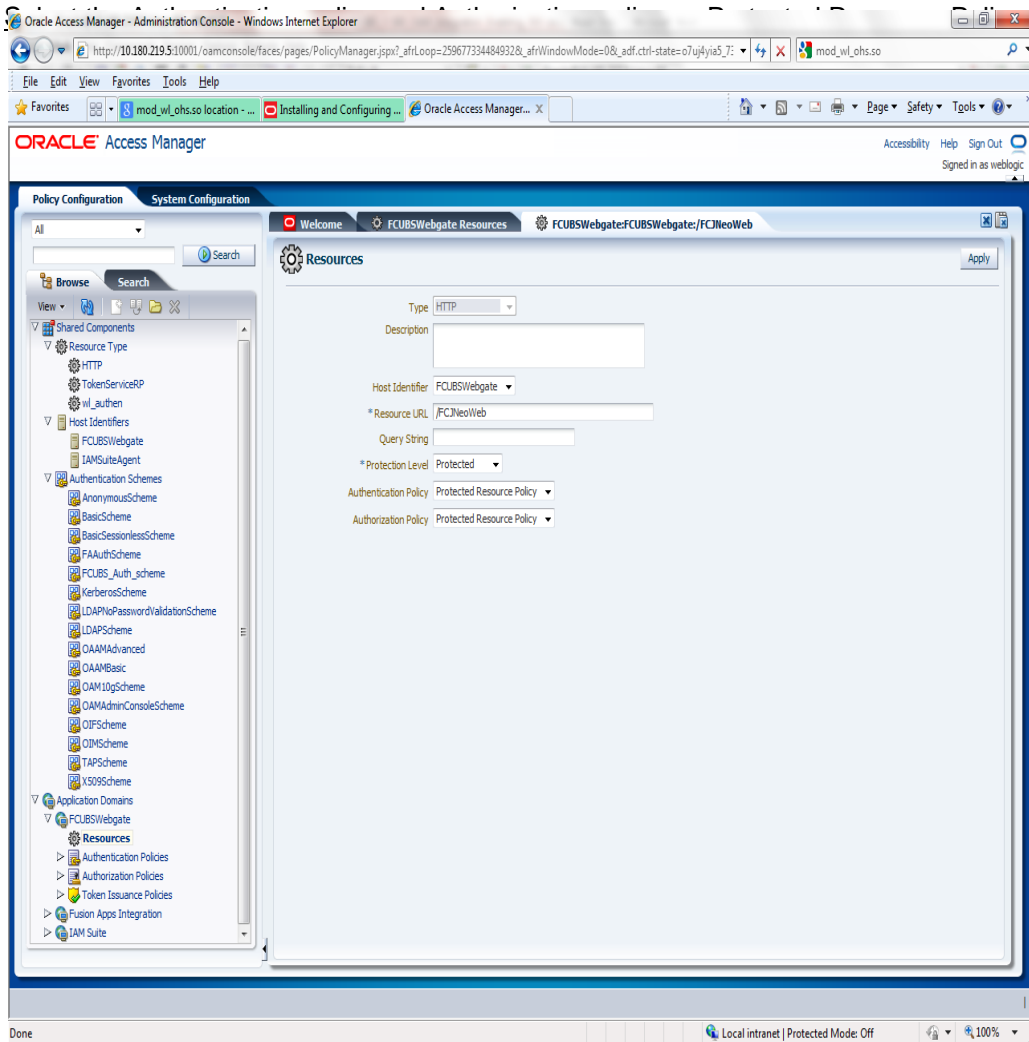 Oracle Access Manager - Administration Console - Windows Internet Explorer
http://10.180.219.5:10001/oamconsole/faces/pages/PolicyManager.jspx?_afrLoop=259677334484932&_afrWindowMode=0&_adf.ctrl-state=o7uj4yia5_7
mod_wl_ohs.so
File Edit View Favorites Tools Help
Favorites
mod_wl_ohs.so location - ...
Installing and Configuring ...
Oracle Access Manager... X
Page Safety Tools
ORACLE Access Manager
Accessibility Help Sign Out
Signed in as weblogic
Policy Configuration System Configuration
All
Search
Browse Search
View
Shared Components
Resource Type
HTTP
TokenServiceRP
wl_authen
Host Identifiers
FCUBSWebgate
IAMSuiteAgent
Authentication Schemes
AnonymousScheme
BasicScheme
BasicSessionlessScheme
FAAuthScheme
FCUBS_Auth_scheme
KerberosScheme
LDAPNoPasswordValidationScheme
LDAPScheme
OAAMAdvanced
OAAMBasic
OAM10gScheme
OAMAdminConsoleScheme
OIFScheme
OIMScheme
TAPScheme
X509Scheme
Application Domains
FCUBSWebgate
Resources
Authentication Policies
Authorization Policies
Token Issuance Policies
Fusion Apps Integration
IAM Suite
Welcome FCUBSWebgate Resources FCUBSWebgate:FCUBSWebgate:/FCJNeoWeb
Resources Apply
Type HTTP
Description
Host Identifier FCUBSWebgate
* Resource URL /FCJNeoWeb
Query String
* Protection Level Protected
Authentication Policy Protected Resource Policy
Authorization Policy Protected Resource Policy
Done
Local intranet | Protected Mode: Off
100%